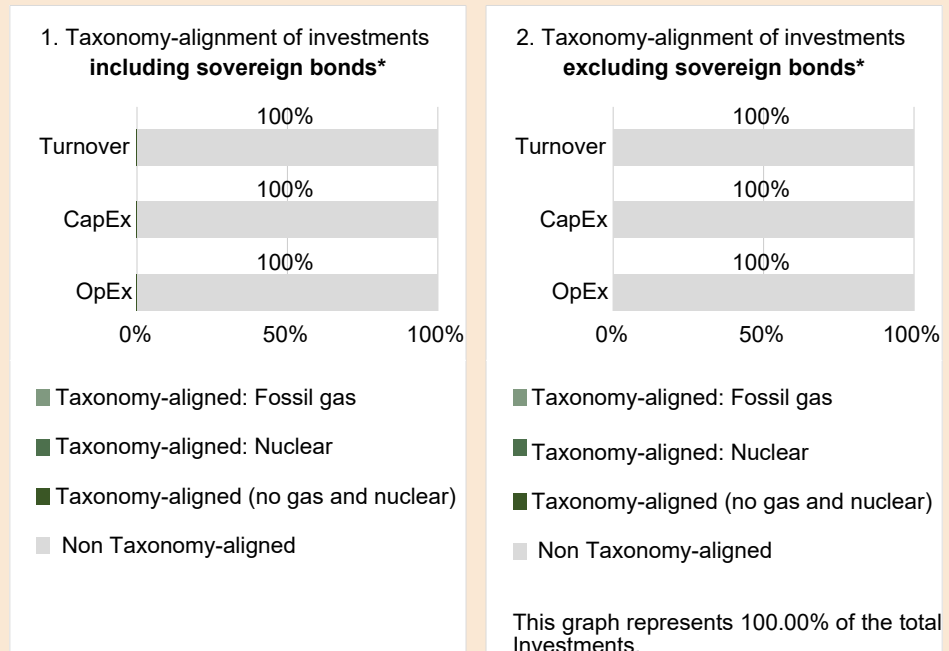 1. Taxonomy-alignment of investments
including sovereign bonds*
100%
Turnover
100%
CapEx
100%
OpEx
0% 50% 100%
Taxonomy-aligned: Fossil gas
Taxonomy-aligned: Nuclear
Taxonomy-aligned (no gas and nuclear)
Non Taxonomy-aligned
2. Taxonomy-alignment of investments
excluding sovereign bonds*
100%
Turnover
100%
CapEx
100%
OpEx
0% 50% 100%
Taxonomy-aligned: Fossil gas
Taxonomy-aligned: Nuclear
Taxonomy-aligned (no gas and nuclear)
Non Taxonomy-aligned
This graph represents 100.00% of the total
Investments.